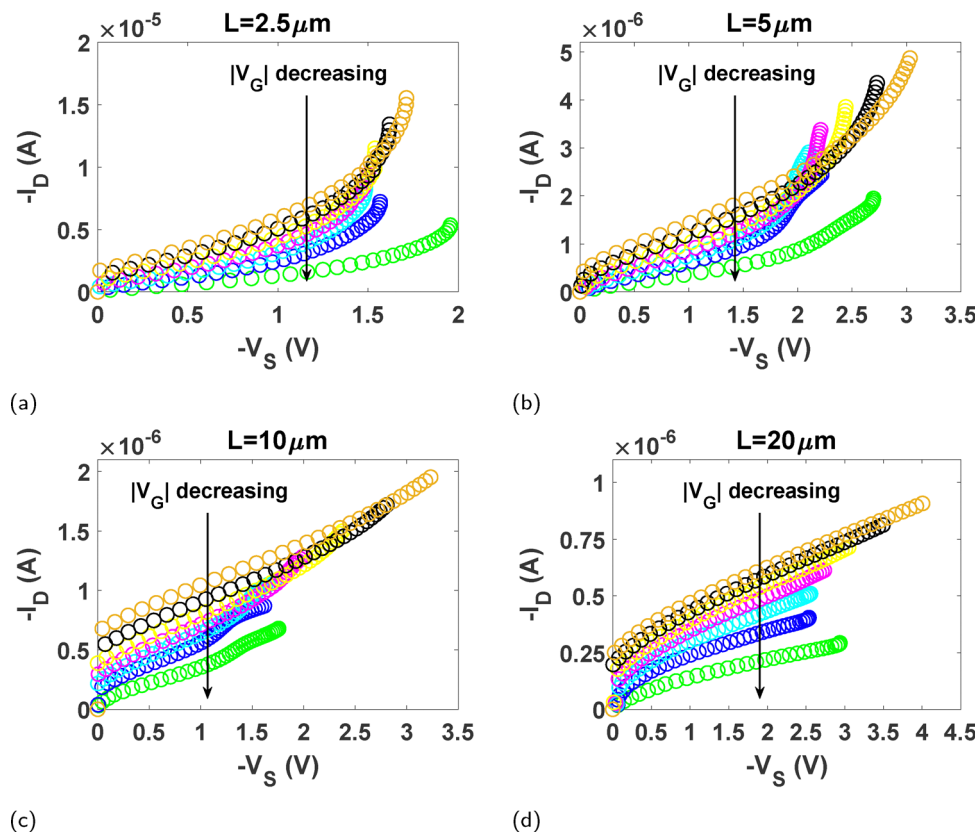 ×10⁻⁵
L=2.5μm
|V_G| decreasing
2
1.5
1
0.5
0
-I_D (A)
0 0.5 1 1.5 2
-V_S (V)
(a)
×10⁻⁶
L=5μm
|V_G| decreasing
5
4
3
2
1
0
-I_D (A)
0 0.5 1 1.5 2 2.5 3 3.5
-V_S (V)
(b)
×10⁻⁶
L=10μm
|V_G| decreasing
2
1.5
1
0.5
0
-I_D (A)
0 0.5 1 1.5 2 2.5 3 3.5
-V_S (V)
(c)
×10⁻⁶
L=20μm
|V_G| decreasing
1
0.75
0.5
0.25
0
-I_D (A)
0 0.5 1 1.5 2 2.5 3 3.5 4 4.5
-V_S (V)
(d)